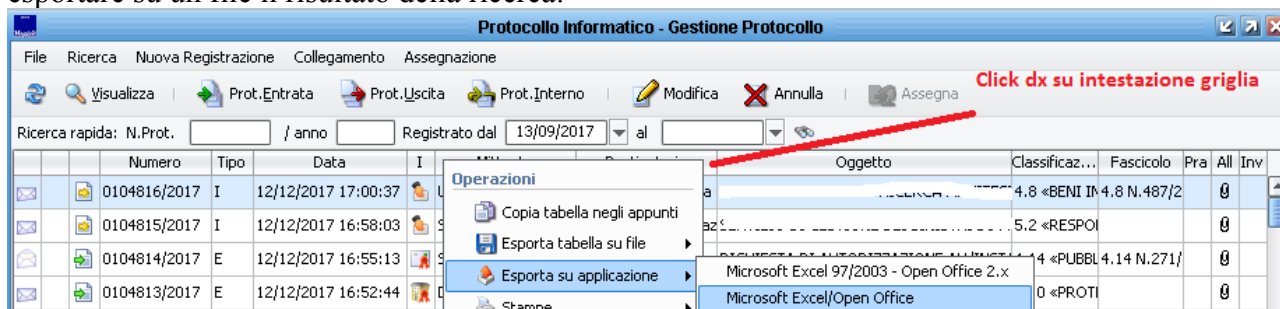 esportare su un file il risultato della ricerca.
Protocollo Informatico - Gestione Protocollo
File Ricerca Nuova Registrazione Collegamento Assegnazione
Visualizza Prot.Entrata Prot.Uscita Prot.Interno Modifica Annulla Assegna
Click dx su intestazione griglia
Ricerca rapida: N.Prot. / anno Registrato dal 13/09/2017 al
Numero Tipo Data I Oggetto Classificaz... Fascicolo Pra All Inv
Operazioni
0104816/2017 I 12/12/2017 17:00:37 4.8 «BENI IM 4.8 N.487/2
Copia tabella negli appunti
0104815/2017 I 12/12/2017 16:58:03 5.2 «RESPO
Esporta tabella su file
0104814/2017 E 12/12/2017 16:55:13 «PUBBL 4.14 N.271/
Esporta su applicazione Microsoft Excel 97/2003 - Open Office 2.x
0104813/2017 E 12/12/2017 16:52:44 0 «PROT
Stampe Microsoft Excel/Open Office